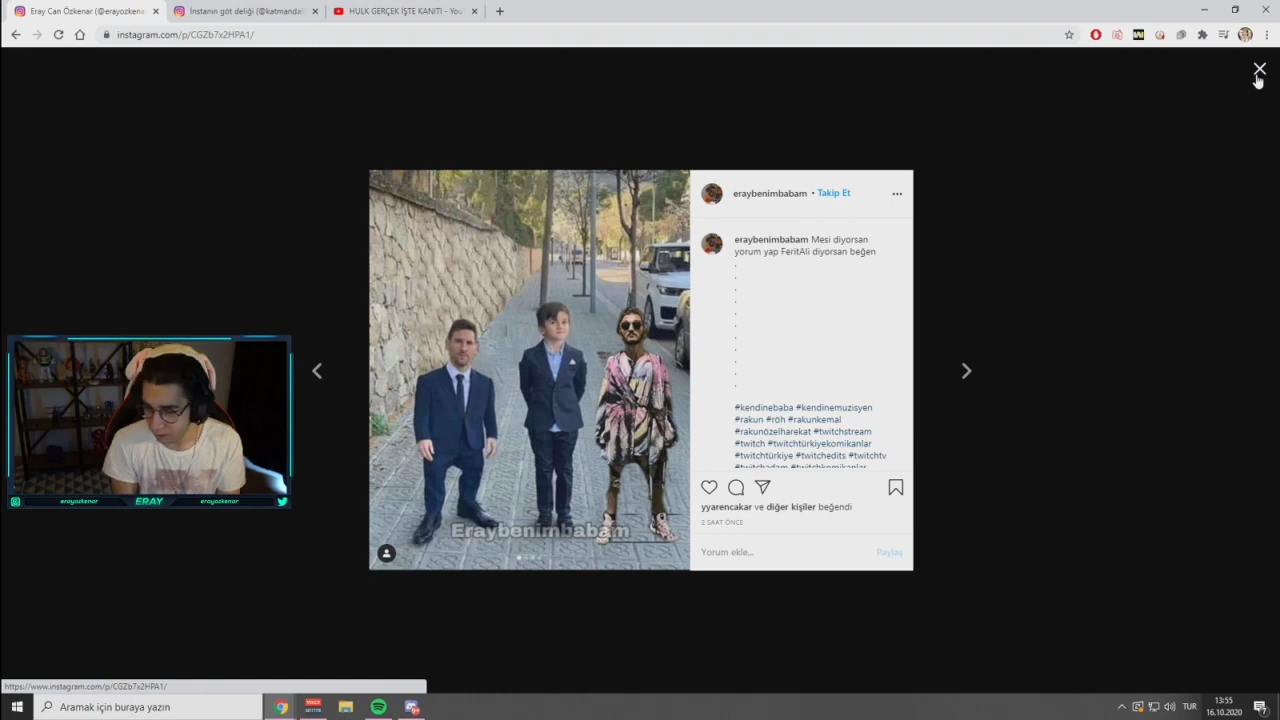 Eray Can Özkenar (@erayozkena
İnstanın göt deliği (@katmandal
HULK GERÇEK İŞTE KANITI - You
instagram.com/p/CGZb7x2HPA1/
eraybenimbabam • Takip Et
eraybenimbabam Mesi diyorsan
yorum yap FeritAli diyorsan beğen
.
.
.
.
.
.
.
.
.
.
.
#kendinebaba #kendinemuzisyen
#rakun #röh #rakunkemal
#rakunözelharekat #twitchstream
#twitch #twitchtürkiyekomikanlar
#twitchtürkiye #twitchedits #twitchtv
#twitchadam #twitchkomikanlar
yyarencakar ve diğer kişiler beğendi
2 SAAT ÖNCE
Yorum ekle...
Paylaş
Eraybenimbabam
erayozkenar
ERAY
erayozkenar
https://www.instagram.com/p/CGZb7x2HPA1/
Aramak için buraya yazın
TUR
13:55
16.10.2020